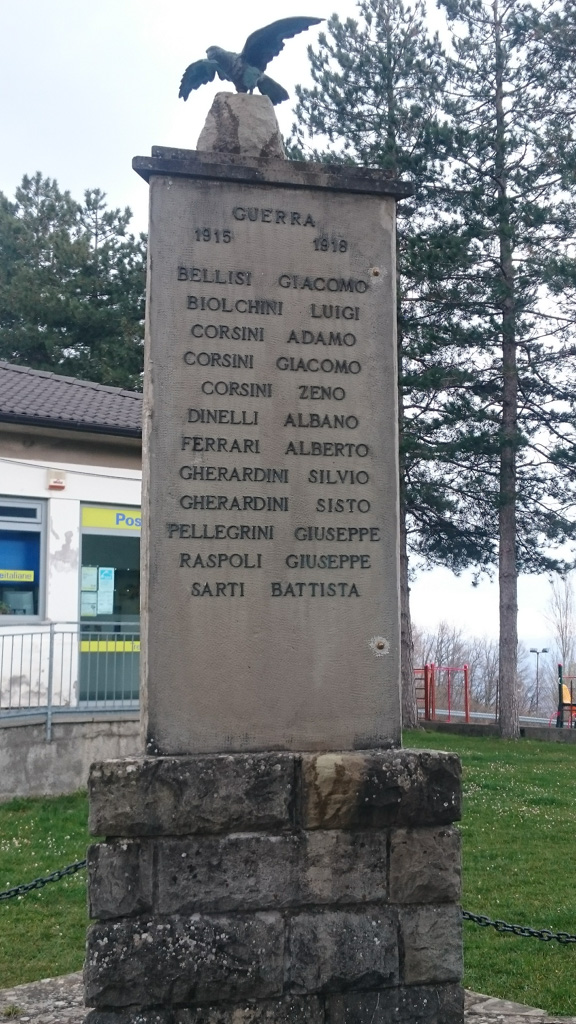 GUERRA
1915 1918
BELLISI GIACOMO
BIOLCHINI LUIGI
CORSINI ADAMO
CORSINI GIACOMO
CORSINI ZENO
DINELLI ALBANO
FERRARI ALBERTO
GHERARDINI SILVIO
GHERARDINI SISTO
PELLEGRINI GIUSEPPE
RASPOLI GIUSEPPE
SARTI BATTISTA
Pos
eitaliane